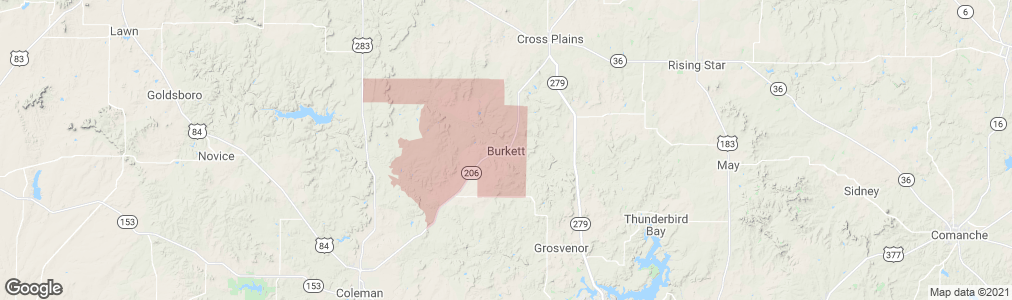 6
Lawn
Cross Plains
283
83
36
Rising Star
279
36
Goldsboro
16
84
183
Novice
Burkett
May
206
36
Sidney
153
279
Thunderbird
Bay
84
Grosvenor
Comanche
377
153
Coleman
Google
Map data ©2021